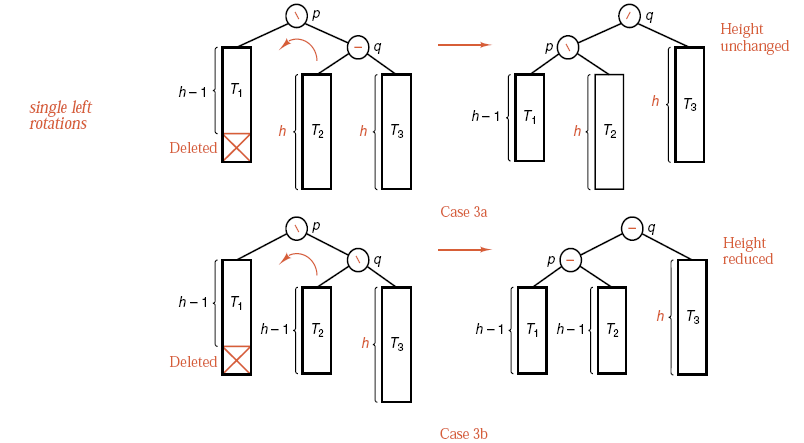 p
q
T1
h – 1
Deleted
h
T2
h
T3
single left
rotations
q
p
h – 1
T1
h
T2
h
T3
Height
unchanged
Case 3a
p
q
h – 1
T1
Deleted
h – 1
T2
h
T3
q
p
h – 1
T1
h – 1
T2
h
T3
Height
reduced
Case 3b